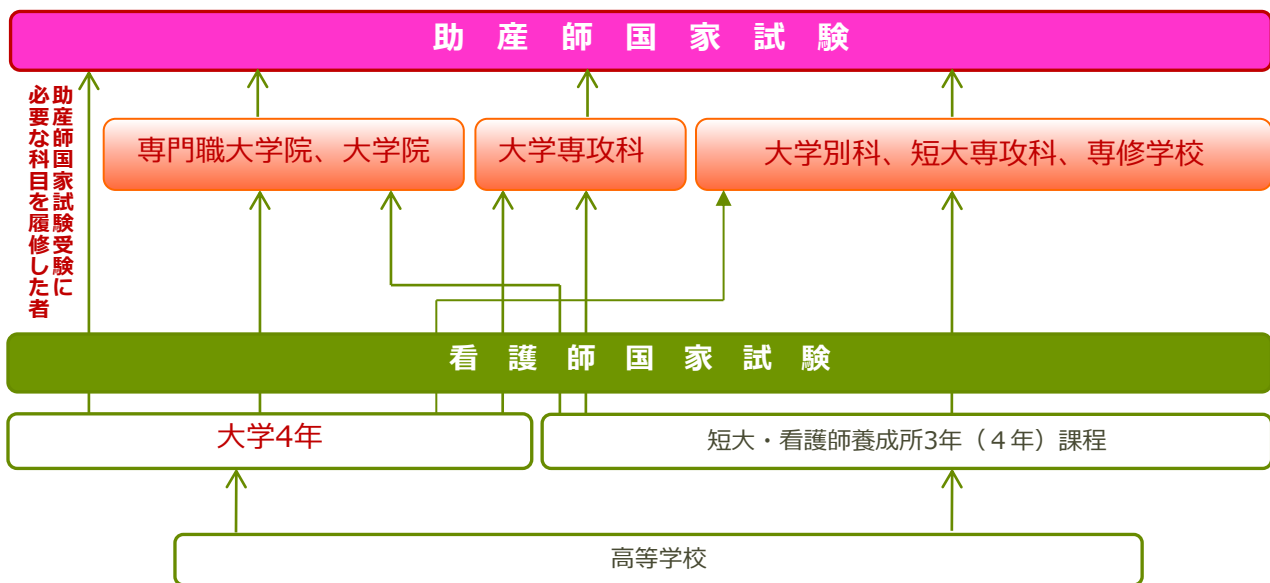 助産師国家試験
助産師国家試験受験に
必要な科目を履修した者
専門職大学院、大学院
大学専攻科
大学別科、短大専攻科、専修学校
看護師国家試験
大学4年
短大・看護師養成所3年（４年）課程
高等学校